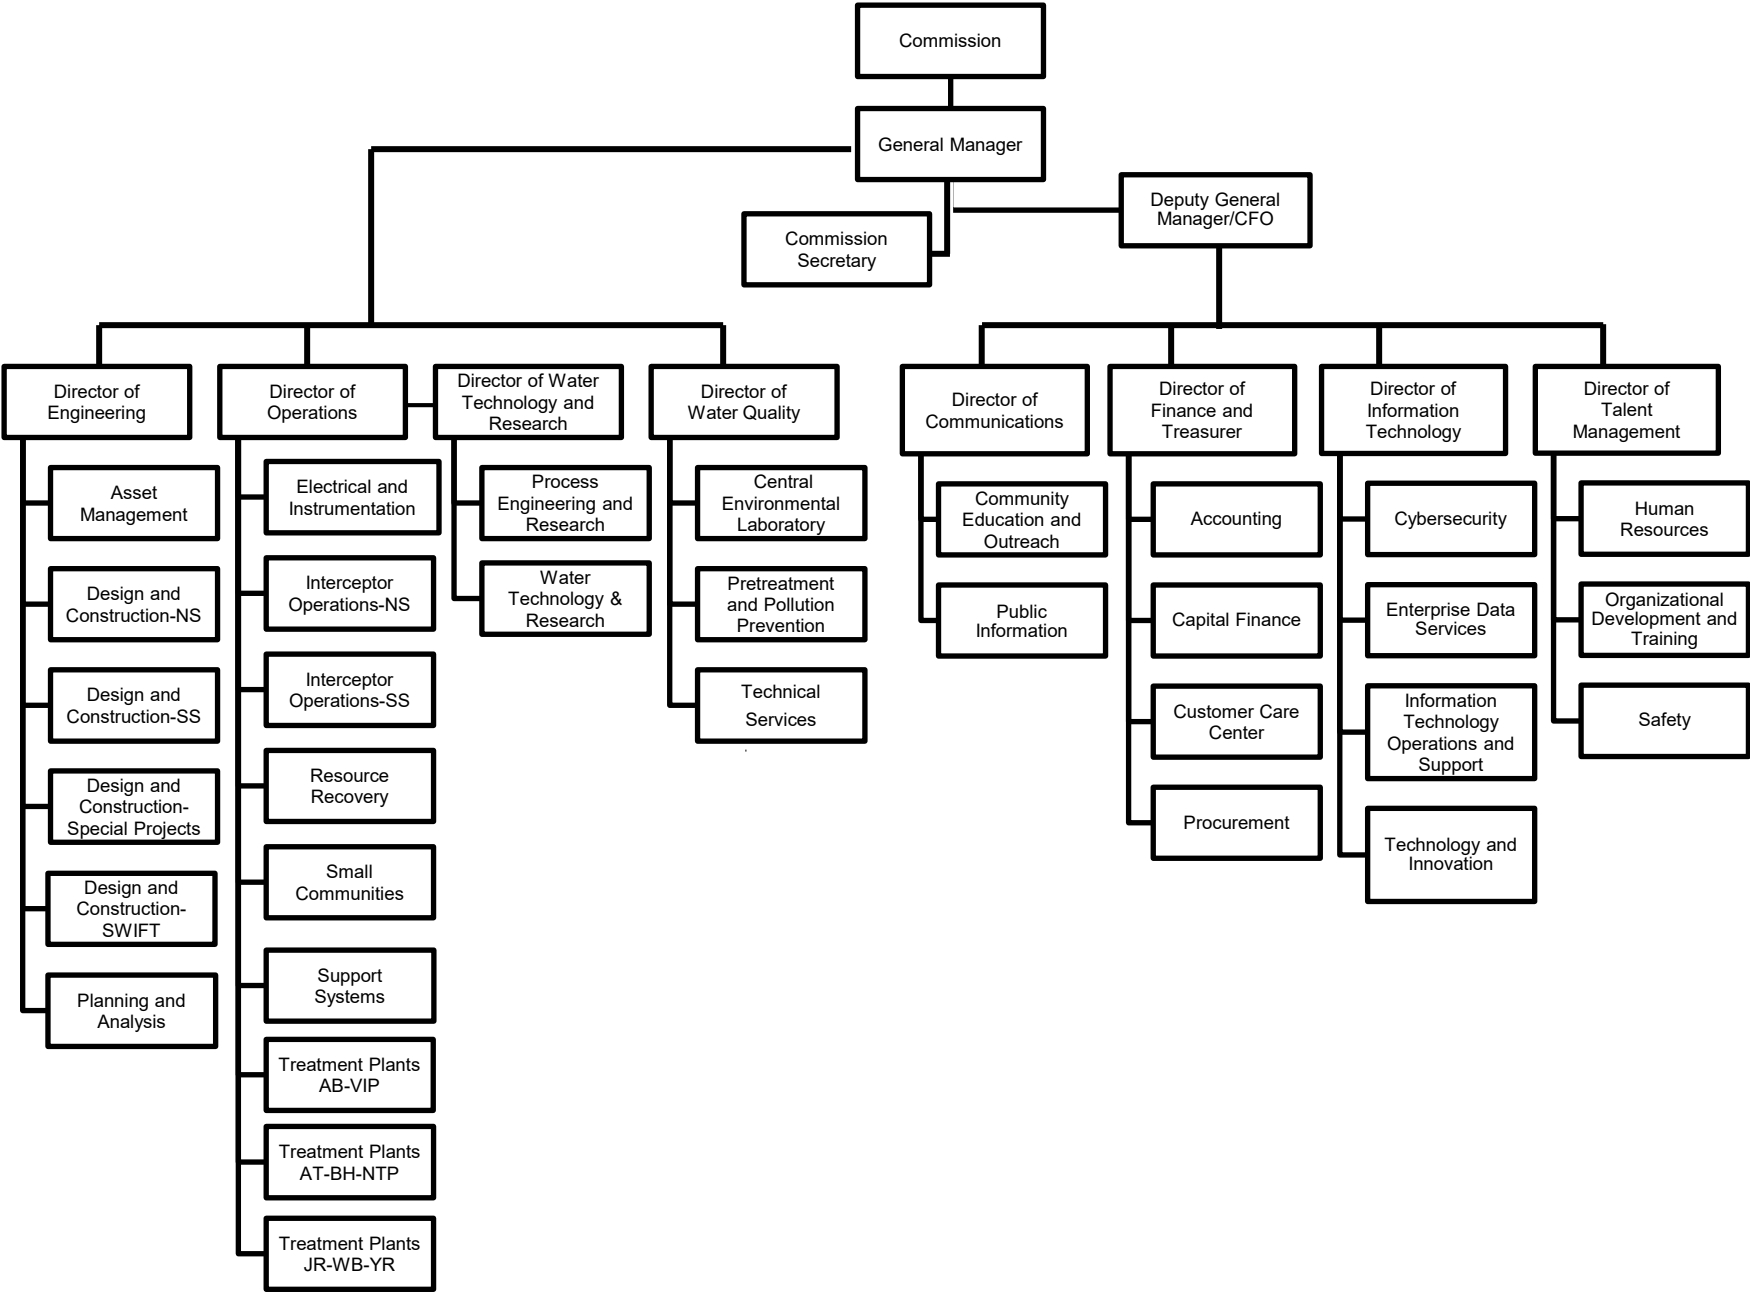 Commission
General Manager
Deputy General
Manager/CFO
Commission
Secretary
Director of
Engineering
Director of
Operations
Director of Water
Technology and
Research
Director of
Water Quality
Director of
Communications
Director of
Finance and
Treasurer
Director of
Information
Technology
Director of
Talent
Management
Asset
Management
Design and
Construction-NS
Design and
Construction-SS
Design and
Construction-
Special Projects
Design and
Construction-
SWIFT
Planning and
Analysis
Electrical and
Instrumentation
Interceptor
Operations-NS
Interceptor
Operations-SS
Resource
Recovery
Small
Communities
Support
Systems
Treatment Plants
AB-VIP
Treatment Plants
AT-BH-NTP
Treatment Plants
JR-WB-YR
Process
Engineering and
Research
Water
Technology &
Research
Central
Environmental
Laboratory
Pretreatment
and Pollution
Prevention
Technical
Services
Community
Education and
Outreach
Public
Information
Accounting
Capital Finance
Customer Care
Center
Procurement
Cybersecurity
Enterprise Data
Services
Information
Technology
Operations and
Support
Technology and
Innovation
Human
Resources
Organizational
Development and
Training
Safety